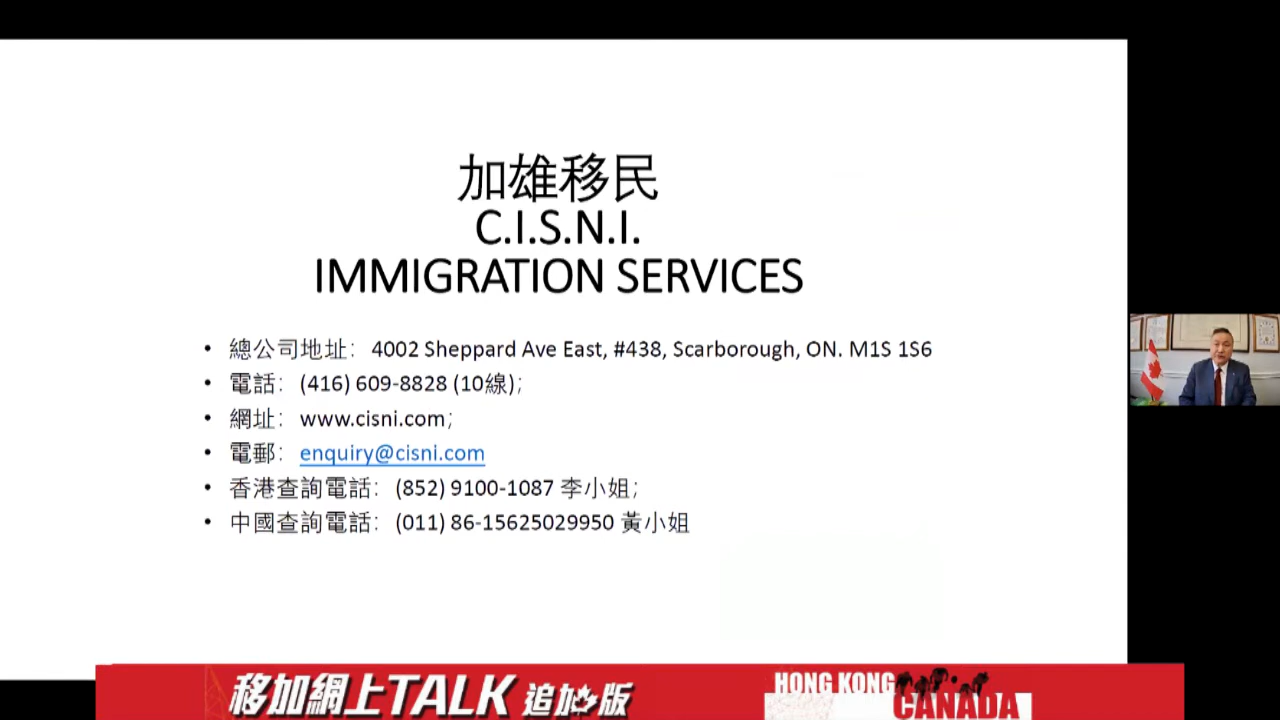 加雄移民
C.I.S.N.I.
IMMIGRATION SERVICES
• 總公司地址： 4002 Sheppard Ave East, #438, Scarborough, ON. M1S 1S6
• 電話： (416) 609-8828 (10線)；
• 網址： www.cisni.com；
• 電郵： enquiry@cisni.com
• 香港查詢電話： (852) 9100-1087 李小姐；
• 中國查詢電話： (011) 86-15625029950 黃小姐
移加網上TALK 追加版
HONG KONG
CANADA